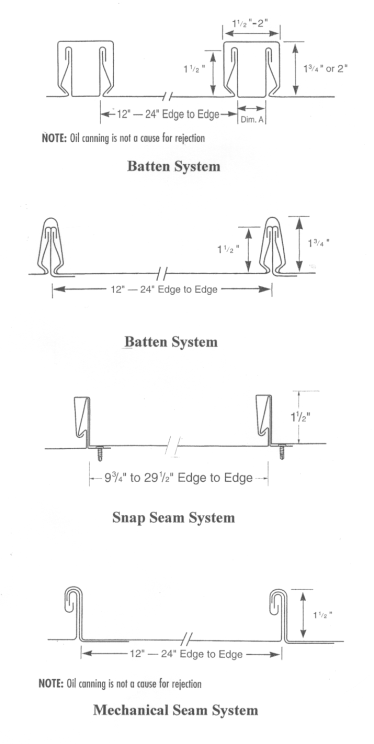 1 1/2 "-2"
1 1/2 "
1 3/4 " or 2"
12" — 24" Edge to Edge
Dim. A
NOTE: Oil canning is not a cause for rejection
Batten System
1 1/2 "
1 3/4 "
12" — 24" Edge to Edge
Batten System
1 1/2"
9 3/4" to 29 1/2" Edge to Edge
Snap Seam System
1 1/2 "
12" — 24" Edge to Edge
NOTE: Oil canning is not a cause for rejection
Mechanical Seam System